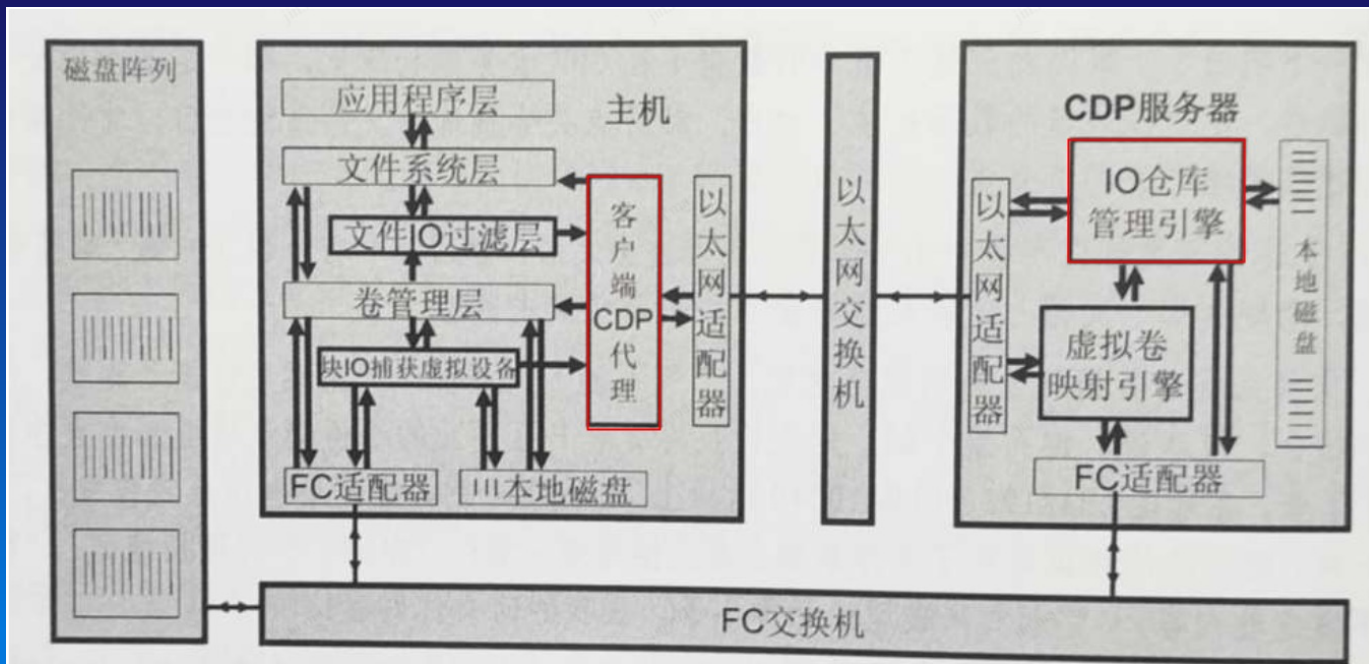 磁盘阵列
应用程序层
主机
文件系统层
文件IO过滤层
卷管理层
块IO捕获虚拟设备
FC适配器
本地磁盘
客户端CDP代理
以太网适配器
以太网交换机
CDP服务器
以太网适配器
IO仓库
管理引擎
虚拟卷
映射引擎
FC适配器
本地磁盘
FC交换机